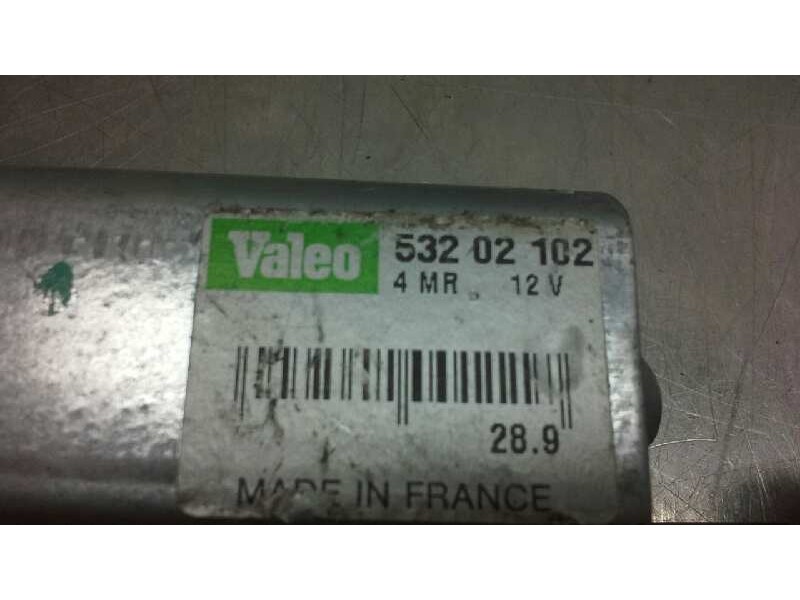 Valeo 532 02 102
4 MR 12 V
28.9
MADE IN FRANCE